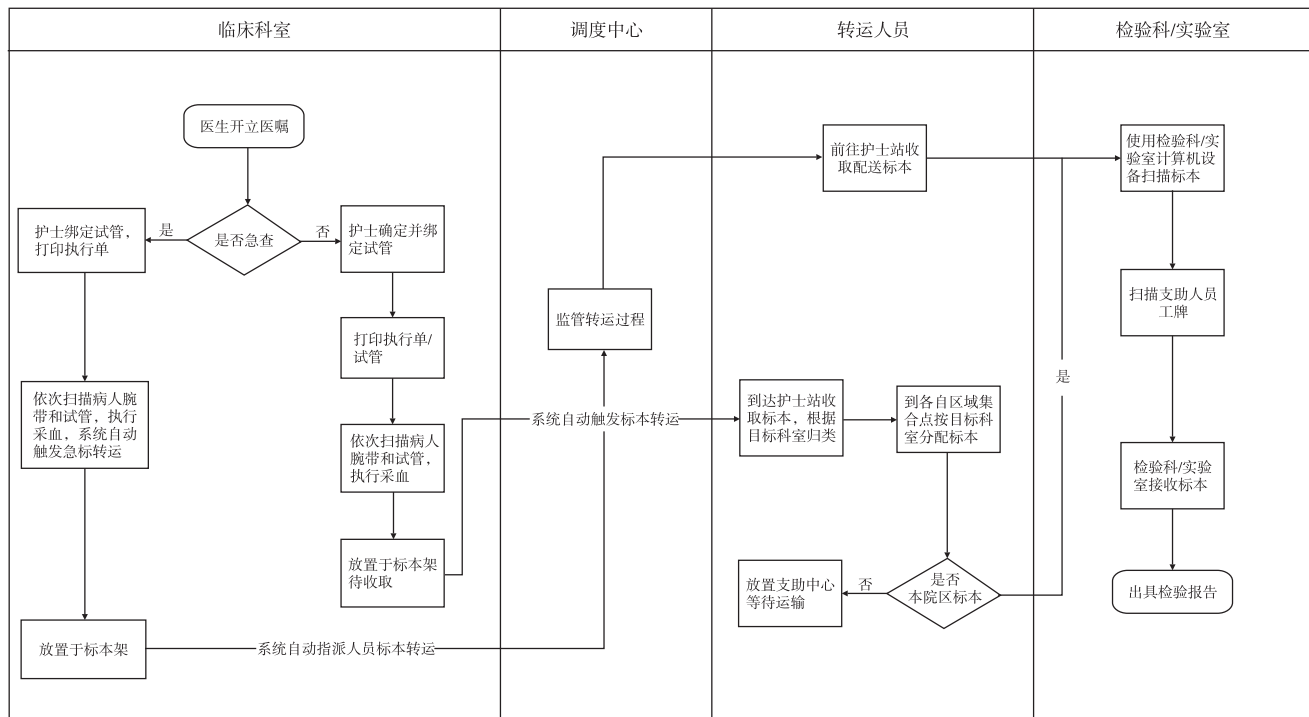 临床科室
调度中心
转运人员
检验科/实验室
医生开立医嘱
是否急查
是
否
护士绑定试管，
打印执行单
依次扫描病人腕
带和试管，执行
采血，系统自动
触发急标转运
放置于标本架
护士确定并绑
定试管
打印执行单/
试管
依次扫描病人
腕带和试管，
执行采血
放置于标本架
待收取
系统自动指派人员标本转运
系统自动触发标本转运
监管转运过程
前往护士站收
取配送标本
到达护士站收
取标本，根据
目标科室归类
到各自区域集
合点按目标科
室分配标本
是否
本院区标本
否
是
放置支助中心
等待运输
使用检验科/实
验室计算机设
备扫描标本
扫描支助人员
工牌
检验科/实验
室接收标本
出具检验报告